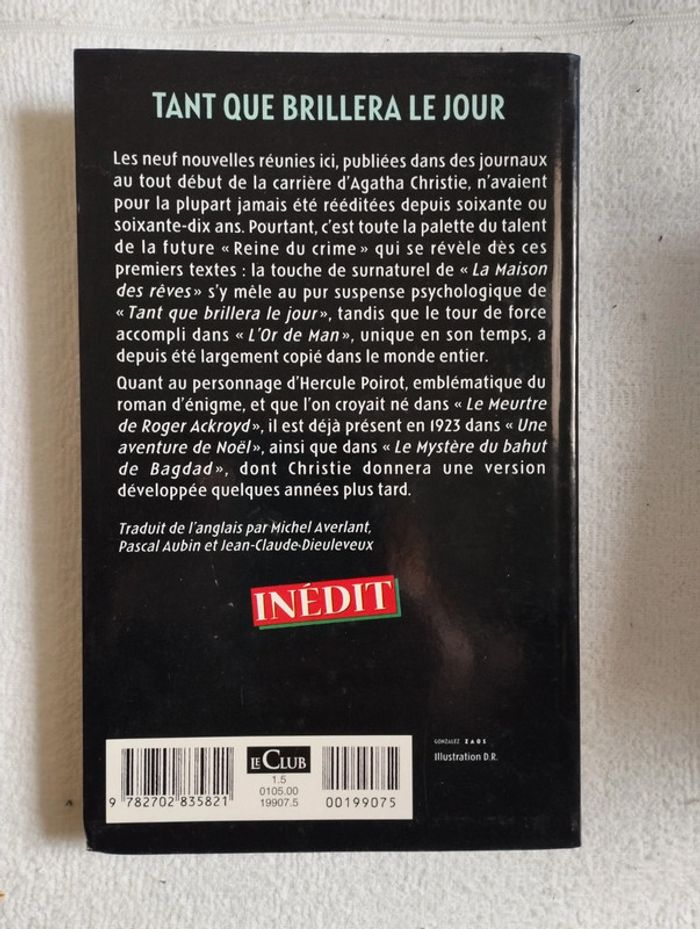 TANT QUE BRILLERA LE JOUR
Les neuf nouvelles réunies ici, publiées dans des journaux
au tout début de la carrière d'Agatha Christie, n'avaient
pour la plupart jamais été rééditées depuis soixante ou
soixante-dix ans. Pourtant, c'est toute la palette du talent
de la future « Reine du crime » qui se révèle dès ces
premiers textes : la touche de surnaturel de « La Maison
des rêves » s'y mêle au pur suspense psychologique de
« Tant que brillera le jour », tandis que le tour de force
accompli dans « L'Or de Man », unique en son temps, a
depuis été largement copié dans le monde entier.
Quant au personnage d'Hercule Poirot, emblématique du
roman d'énigme, et que l'on croyait né dans « Le Meurtre
de Roger Ackroyd », il est déjà présent en 1923 dans « Une
aventure de Noël », ainsi que dans « Le Mystère du bahut
de Bagdad », dont Christie donnera une version
développée quelques années plus tard.
Traduit de l'anglais par Michel Averlant,
Pascal Aubin et Jean-Claude-Dieuleveux
INÉDIT
LE CLUB
1.5
0105.00
19907.5
9 782702 835821
00199075
GONZALEZ ZAOS
Illustration D.R.